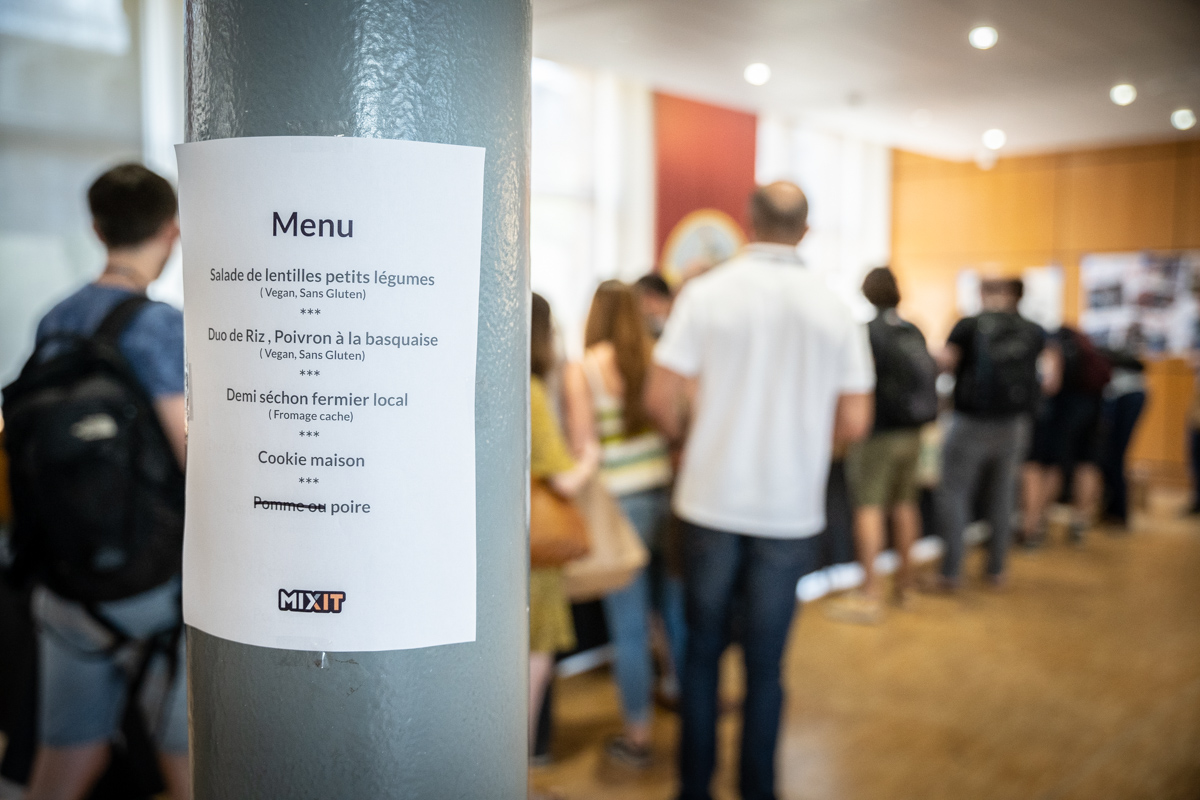 Menu
Salade de lentilles petits légumes
( Vegan, Sans Gluten)
***
Duo de Riz , Poivron à la basquaise
( Vegan, Sans Gluten)
***
Demi séchon fermier local
( Fromage cache)
***
Cookie maison
***
Pomme ou poire
MIXIT